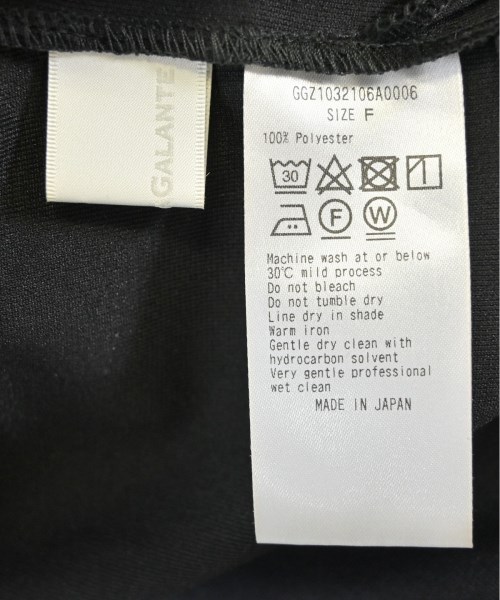 GALANTE
GGZ1032106A0006
SIZE F
100% Polyester
30
F
W
Machine wash at or below
30℃ mild process
Do not bleach
Do not tumble dry
Line dry in shade
Warm iron
Gentle dry clean with
hydrocarbon solvent
Very gentle professional
wet clean
MADE IN JAPAN